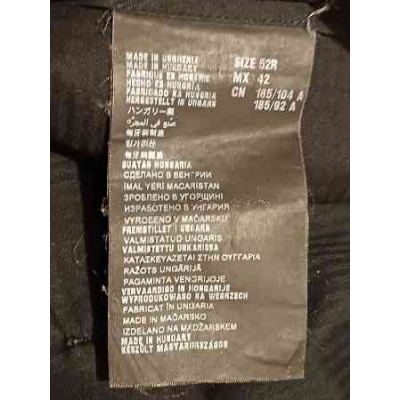 MADE IN UNGHERIA
MADE IN HUNGARY
FABRIQUÉ EN HONGRIE
HECHO EN HUNGRIA
FABRICADO NA HUNGRIA
HERGESTELLT IN UNGARN
ハンガリー製
صنع في المجر
匈牙利制造
헝가리제
匈牙利製造
BUATAN HONGARIA
СДЕЛАНО В ВЕНГРИИ
IMAL YERI MACARISTAN
ЗРОБЛЕНО В УГОРЩИНІ
ИЗРАБОТЕНО В УНГАРИЯ
VYROBENO V MAĎARSKU
FREMSTILLET I UNGARN
VALMISTATUD UNGARIS
VALMISTETTU UNKARISSA
ΚΑΤΑΣΚΕΥΑΖΕΤΑΙ ΣΤΗΝ ΟΥΓΓΑΡΙΑ
RAŽOTS UNGĀRIJĀ
PAGAMINTA VENGRIJOJE
VERVAARDIGD IN HONGARIJE
WYPRODUKOWANO NA WĘGRZECH
FABRICAT ÎN UNGARIA
MADE IN MAĎARSKO
IZDELANO NA MADŽARSKEM
MADE IN HUNGARY
KÉSZÜLT MAGYARORSZÁGON
SIZE 52R
MX 42
CN 185/104 A
185/92 A